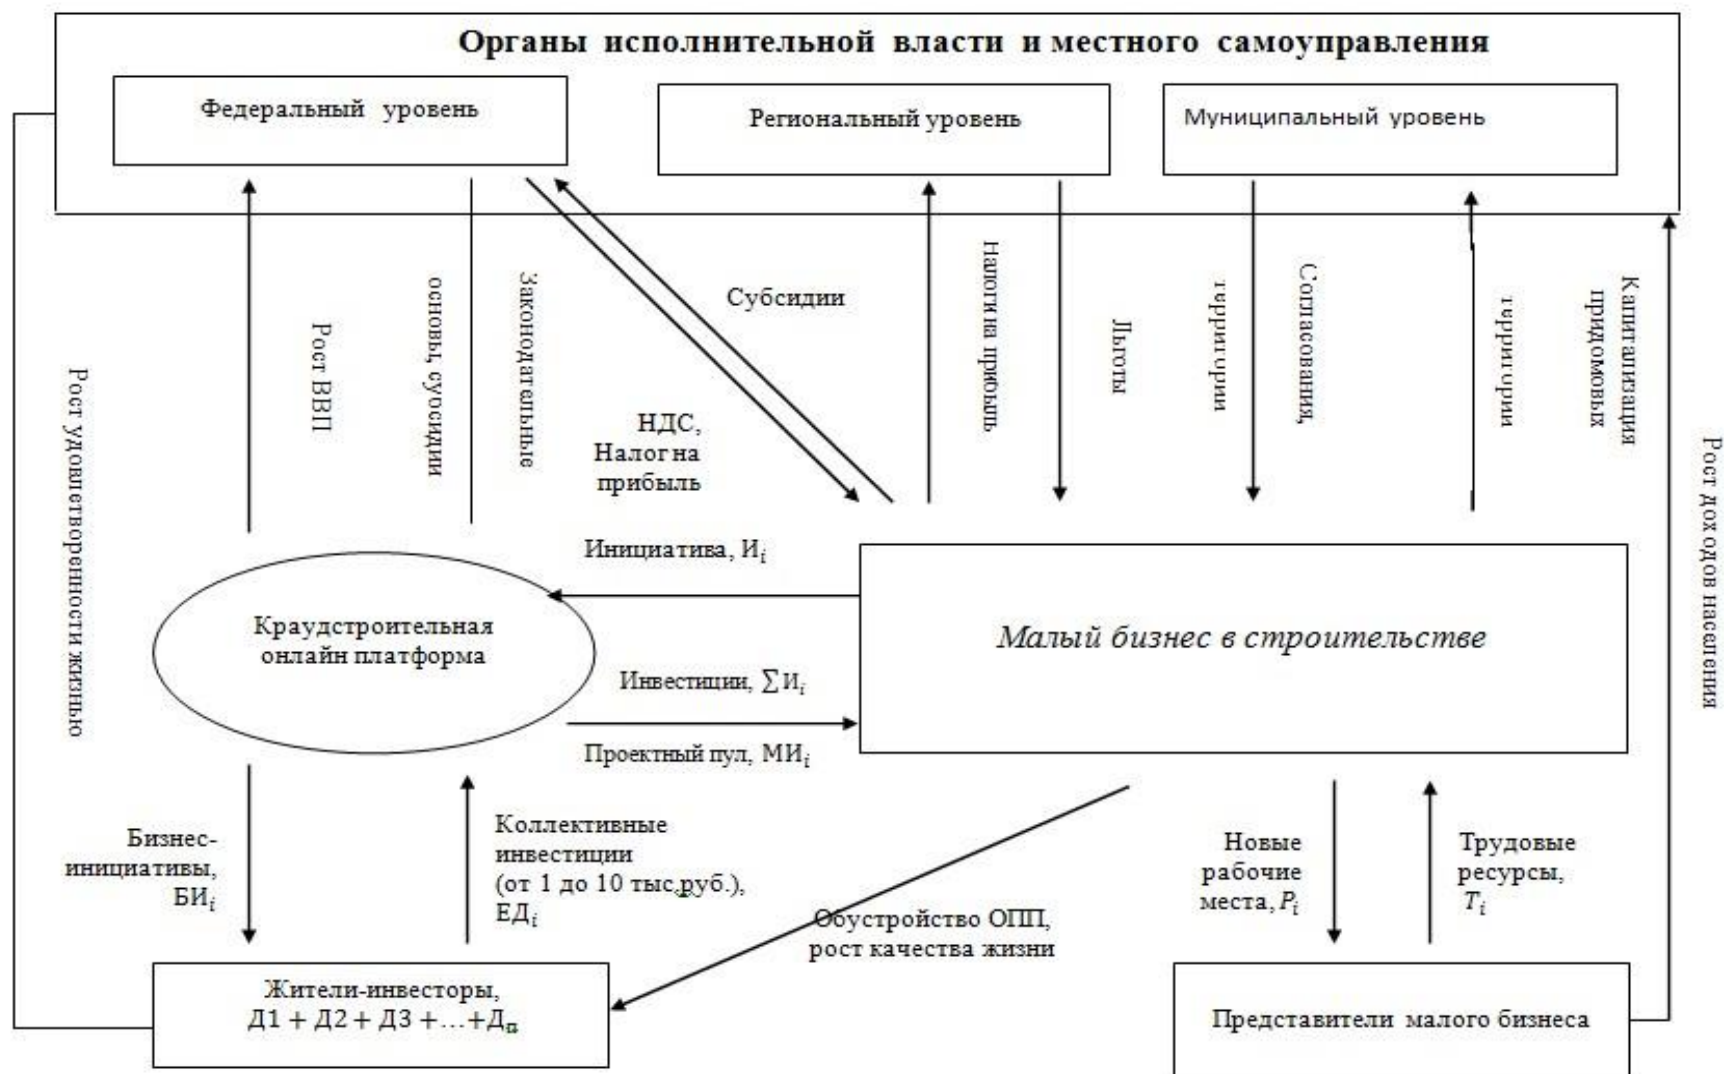 Органы исполнительной власти и местного самоуправления
Федеральный уровень
Региональный уровень
Муниципальный уровень
Рост удовлетворенности жизнью
Рост ВВП
Законодательные
основы, субсидии
Субсидии
НДС,
Налог на
прибыль
Налоги на прибыль
Льготы
Согласования,
территории
Капитализация
придомовых
территории
Рост доходов населения
Инициатива, Иᵢ
Краудстроительная
онлайн платформа
Малый бизнес в строительстве
Инвестиции, ∑Иᵢ
Проектный пул, МИᵢ
Бизнес-
инициативы,
БИᵢ
Коллективные
инвестиции
(от 1 до 10 тыс.руб.),
ЕДᵢ
Обустройство ОПП,
рост качества жизни
Новые
рабочие
места, Pᵢ
Трудовые
ресурсы,
Tᵢ
Жители-инвесторы,
Д1 + Д2 + Д3 +…+Дп
Представители малого бизнеса